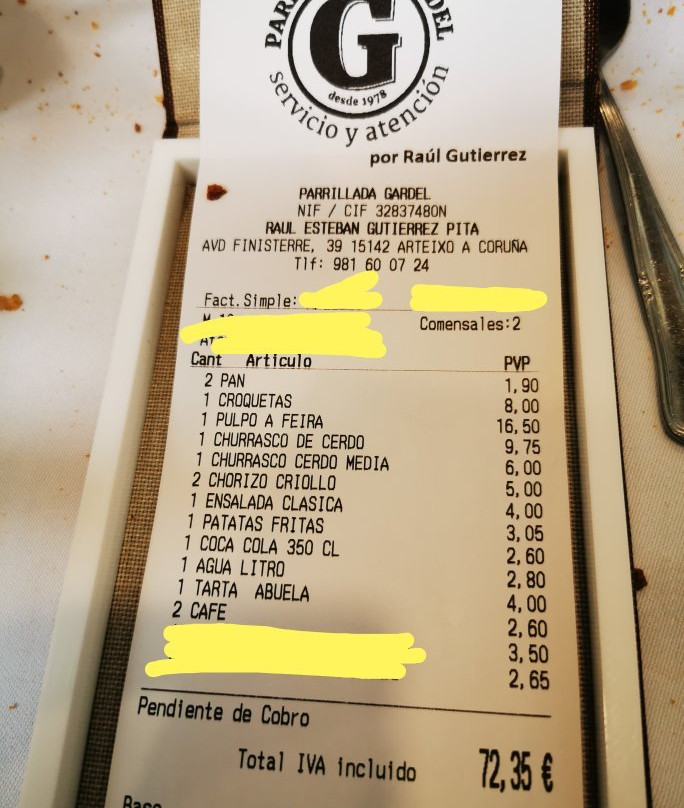 G
desde 1978
servicio y atención
por Raúl Gutierrez
PARRILLADA GARDEL
NIF / CIF 32837480N
RAUL ESTEBAN GUTIERREZ PITA
AVD FINISTERRE, 39 15142 ARTEIXO A CORUÑA
Tlf: 981 60 07 24
Fact.Simple:
Comensales:2
Cant Articulo PVP
2 PAN 1,90
1 CROQUETAS 8,00
1 PULPO A FEIRA 16,50
1 CHURRASCO DE CERDO 9,75
1 CHURRASCO CERDO MEDIA 6,00
2 CHORIZO CRIOLLO 5,00
1 ENSALADA CLASICA 4,00
1 PATATAS FRITAS 3,05
1 COCA COLA 350 CL 2,60
1 AGUA LITRO 2,80
1 TARTA ABUELA 4,00
2 CAFE 2,60
3,50
2,65
Pendiente de Cobro
Total IVA incluido 72,35 €